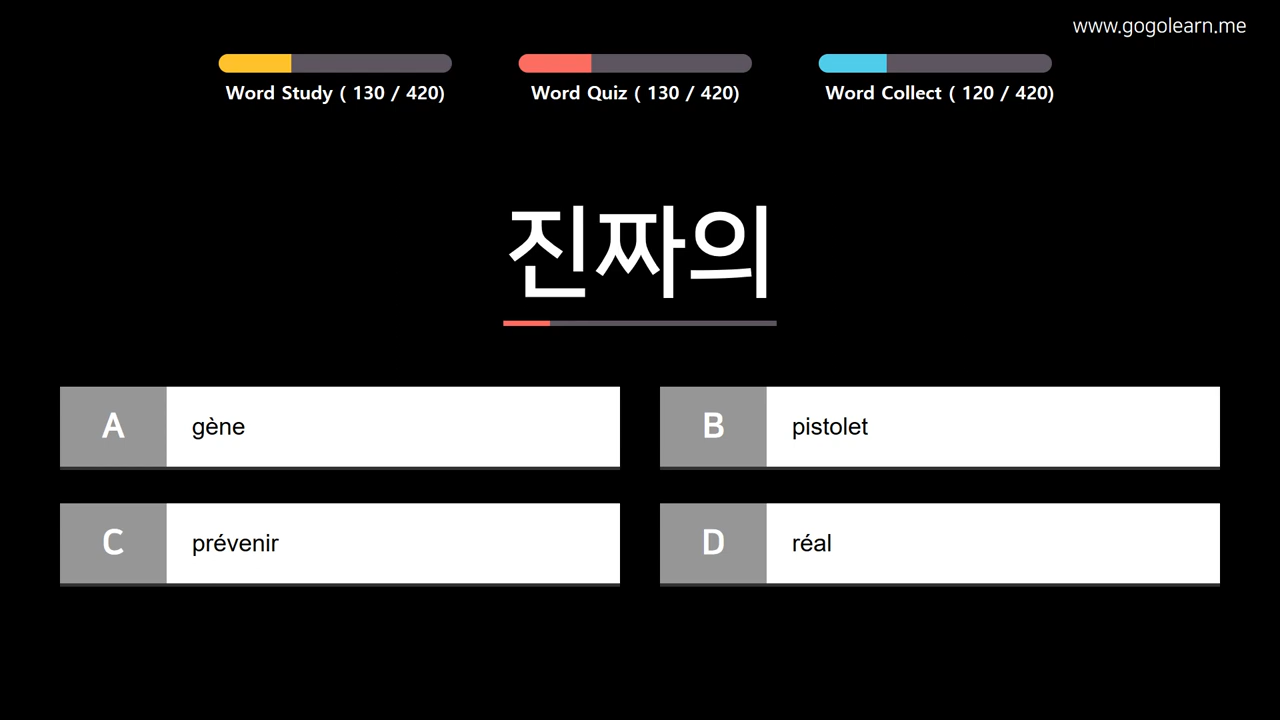 www.gogolearn.me
Word Study ( 130 / 420)
Word Quiz ( 130 / 420)
Word Collect ( 120 / 420)
진짜의
A
gène
B
pistolet
C
prévenir
D
réal